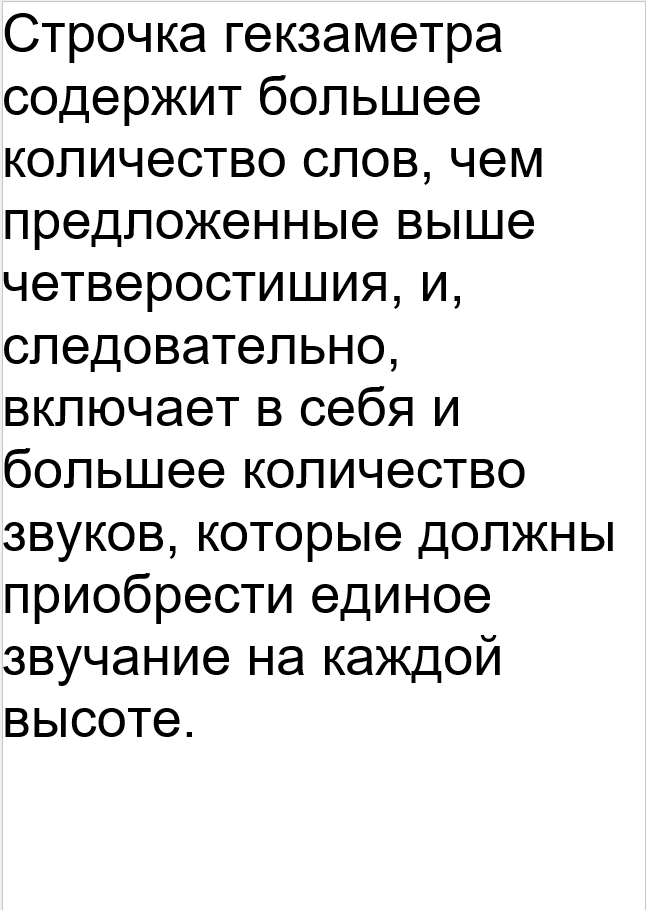 Строчка гекзаметра
содержит большее
количество слов, чем
предложенные выше
четверостишия, и,
следовательно,
включает в себя и
большее количество
звуков, которые должны
приобрести единое
звучание на каждой
высоте.